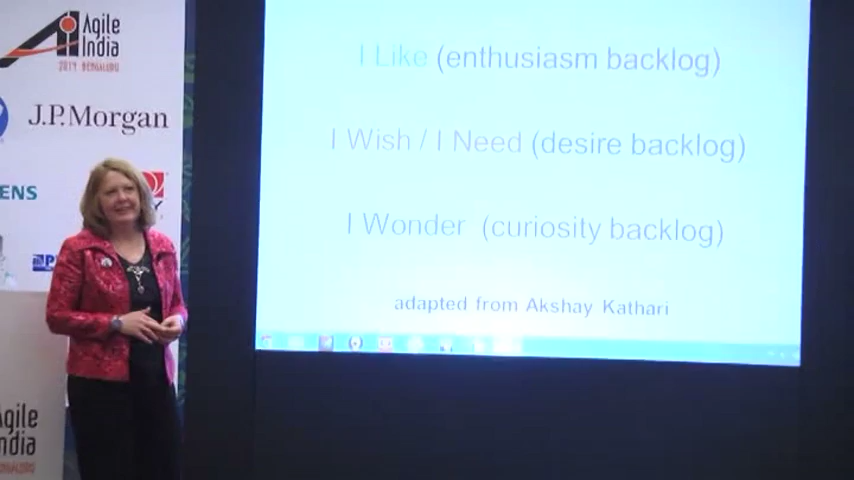 Agile
India
2014 BENGALURU
J.P.Morgan
ENS
I Like (enthusiasm backlog)
I Wish / I Need (desire backlog)
I Wonder (curiosity backlog)
adapted from Akshay Kathari
Agile
India